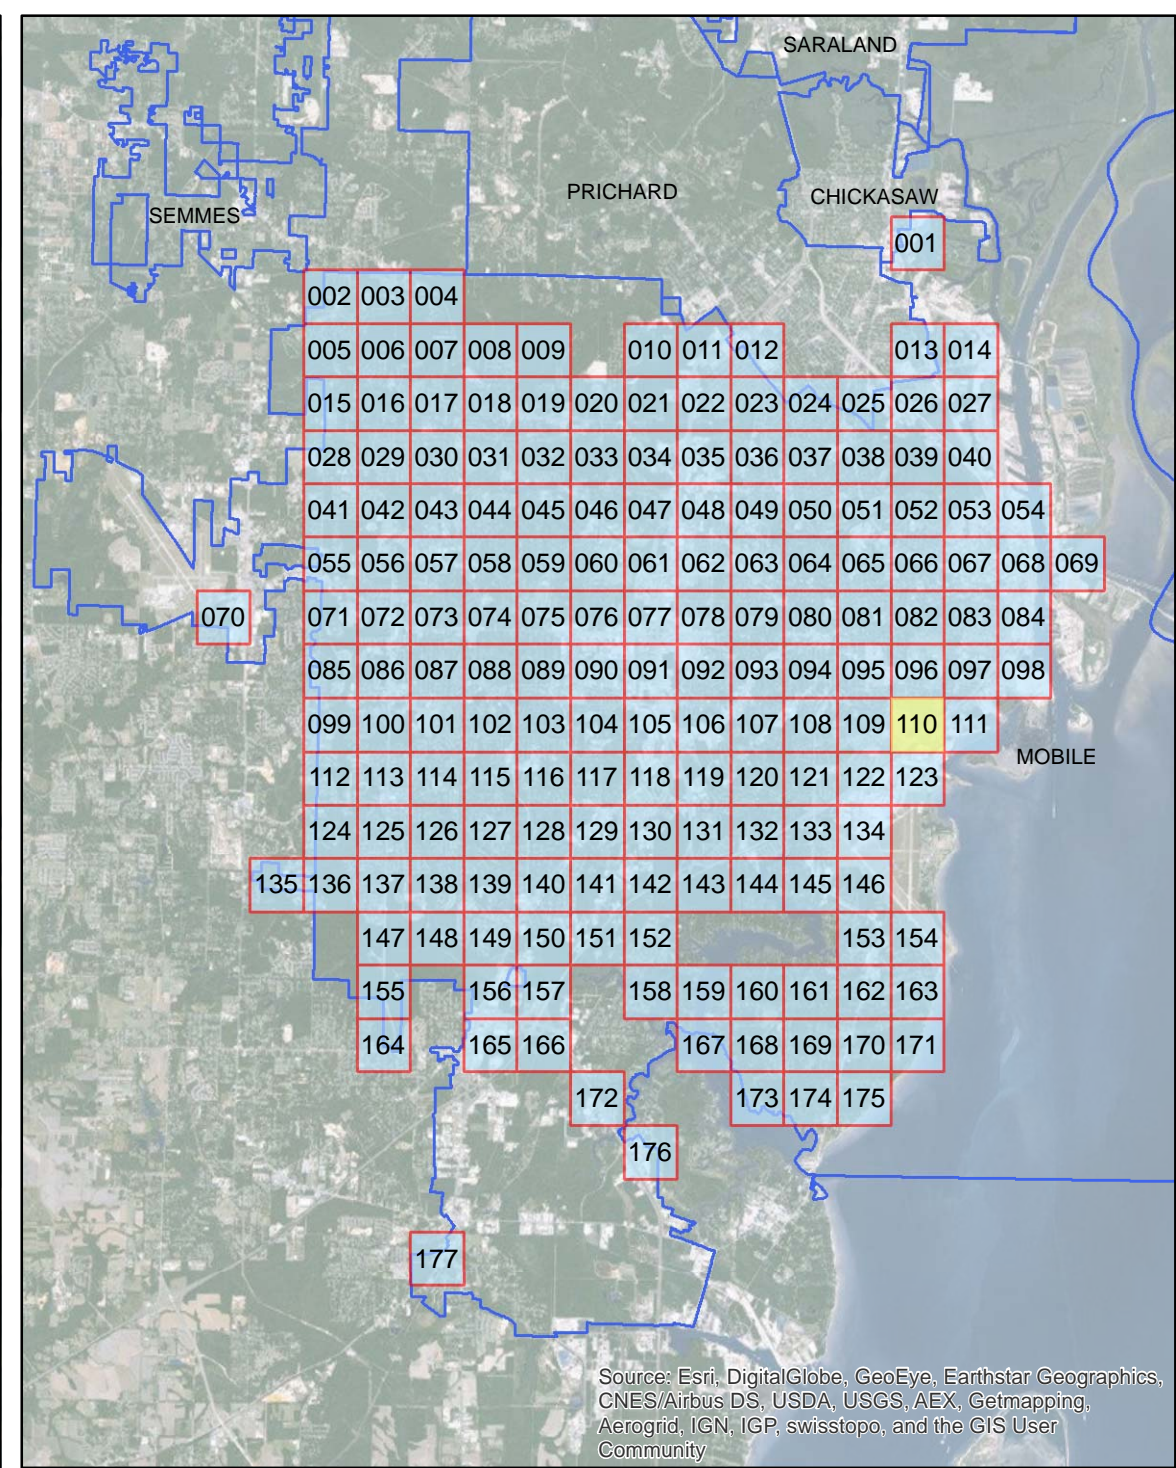 SARALAND
PRICHARD
CHICKASAW
SEMMES
001
002 003 004
005 006 007 008 009 010 011 012 013 014
015 016 017 018 019 020 021 022 023 024 025 026 027
028 029 030 031 032 033 034 035 036 037 038 039 040
041 042 043 044 045 046 047 048 049 050 051 052 053 054
055 056 057 058 059 060 061 062 063 064 065 066 067 068 069
070 071 072 073 074 075 076 077 078 079 080 081 082 083 084
085 086 087 088 089 090 091 092 093 094 095 096 097 098
099 100 101 102 103 104 105 106 107 108 109 110 111
MOBILE
112 113 114 115 116 117 118 119 120 121 122 123
124 125 126 127 128 129 130 131 132 133 134
135 136 137 138 139 140 141 142 143 144 145 146
147 148 149 150 151 152 153 154
155 156 157 158 159 160 161 162 163
164 165 166 167 168 169 170 171
172 173 174 175
176
177
Source: Esri, DigitalGlobe, GeoEye, Earthstar Geographics,
CNES/Airbus DS, USDA, USGS, AEX, Getmapping,
Aerogrid, IGN, IGP, swisstopo, and the GIS User
Community